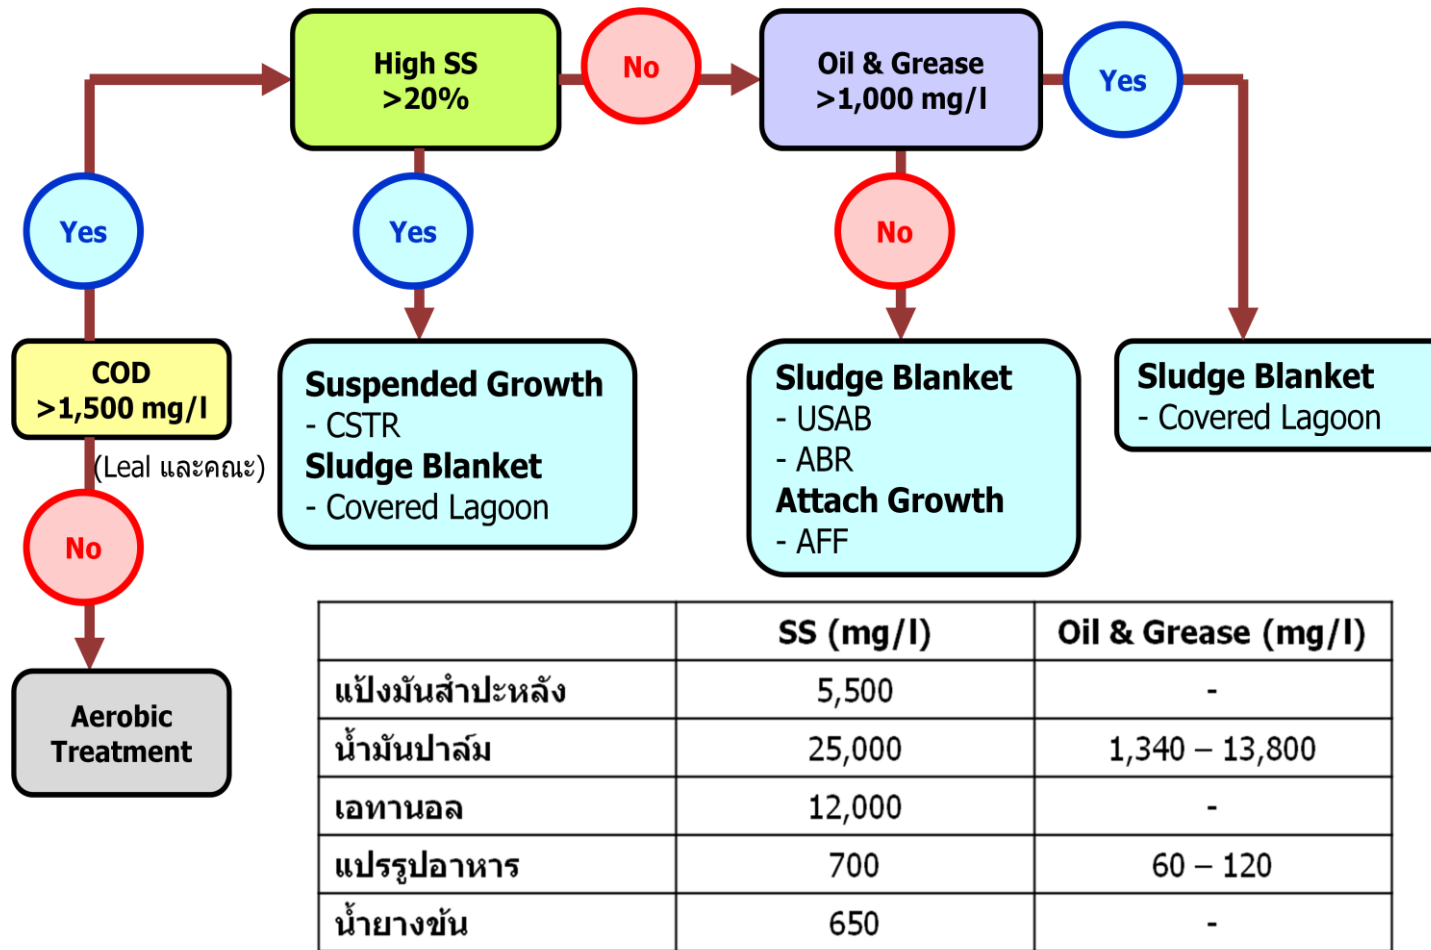 High SS
>20%
No
Oil & Grease
>1,000 mg/l
Yes
Yes
Yes
No
COD
>1,500 mg/l
(Leal และคณะ)
No
Aerobic
Treatment
Suspended Growth
- CSTR
Sludge Blanket
- Covered Lagoon
Sludge Blanket
- USAB
- ABR
Attach Growth
- AFF
Sludge Blanket
- Covered Lagoon
SS (mg/l) Oil & Grease (mg/l)
แป้งมันสำปะหลัง 5,500 -
น้ำมันปาล์ม 25,000 1,340 – 13,800
เอทานอล 12,000 -
แปรรูปอาหาร 700 60 – 120
น้ำยางข้น 650 -